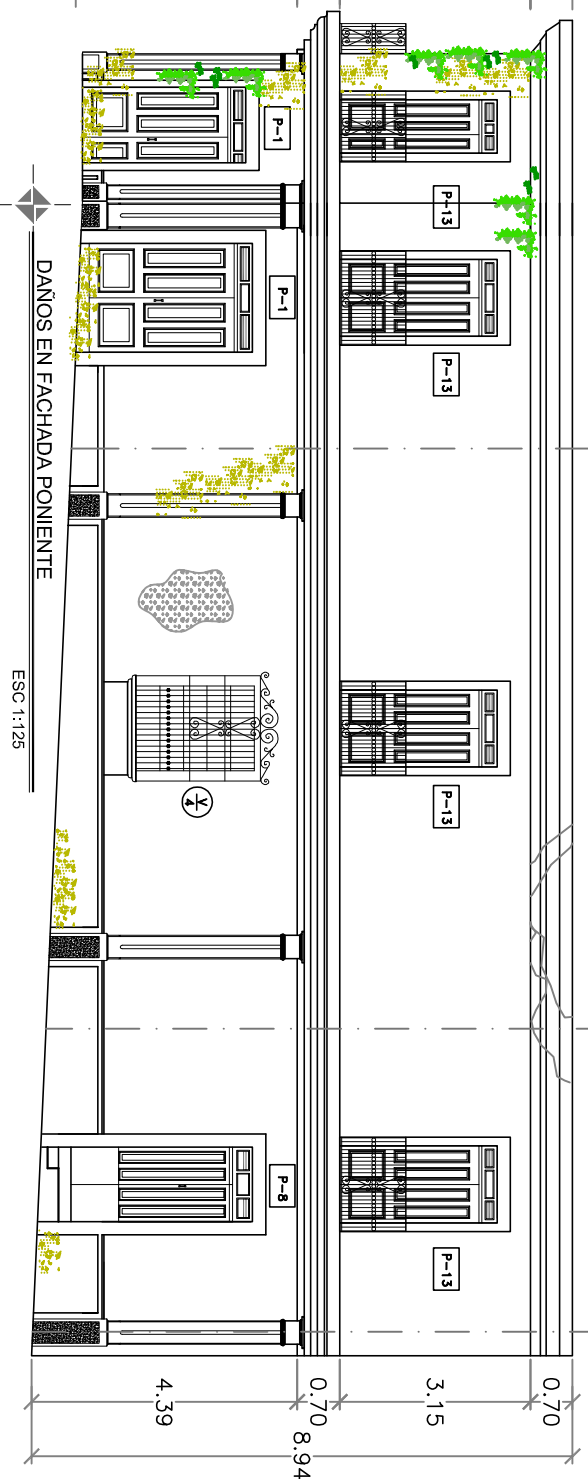 P-13
P-13
P-13
P-13
P-1
P-1
P-8
V
4
0.70
3.15
0.70
4.39
8.94
DAÑOS EN FACHADA PONIENTE
ESC 1:125